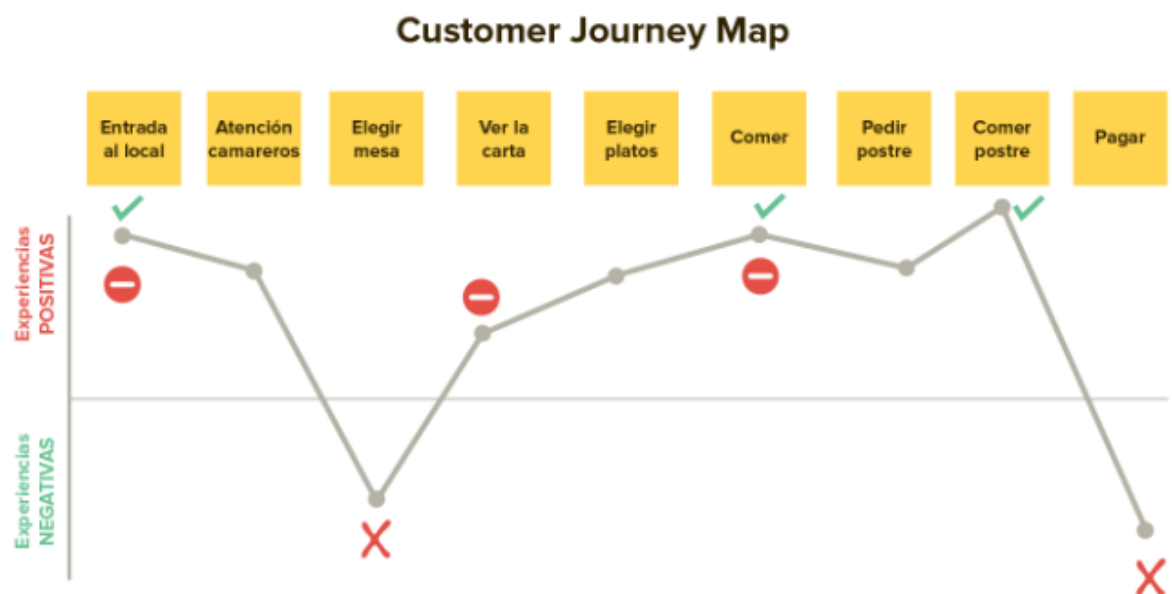 Customer Journey Map
Entrada
al local
Atención
camareros
Elegir
mesa
Ver la
carta
Elegir
platos
Comer
Pedir
postre
Comer
postre
Pagar
Experiencias
POSITIVAS
Experiencias
NEGATIVAS